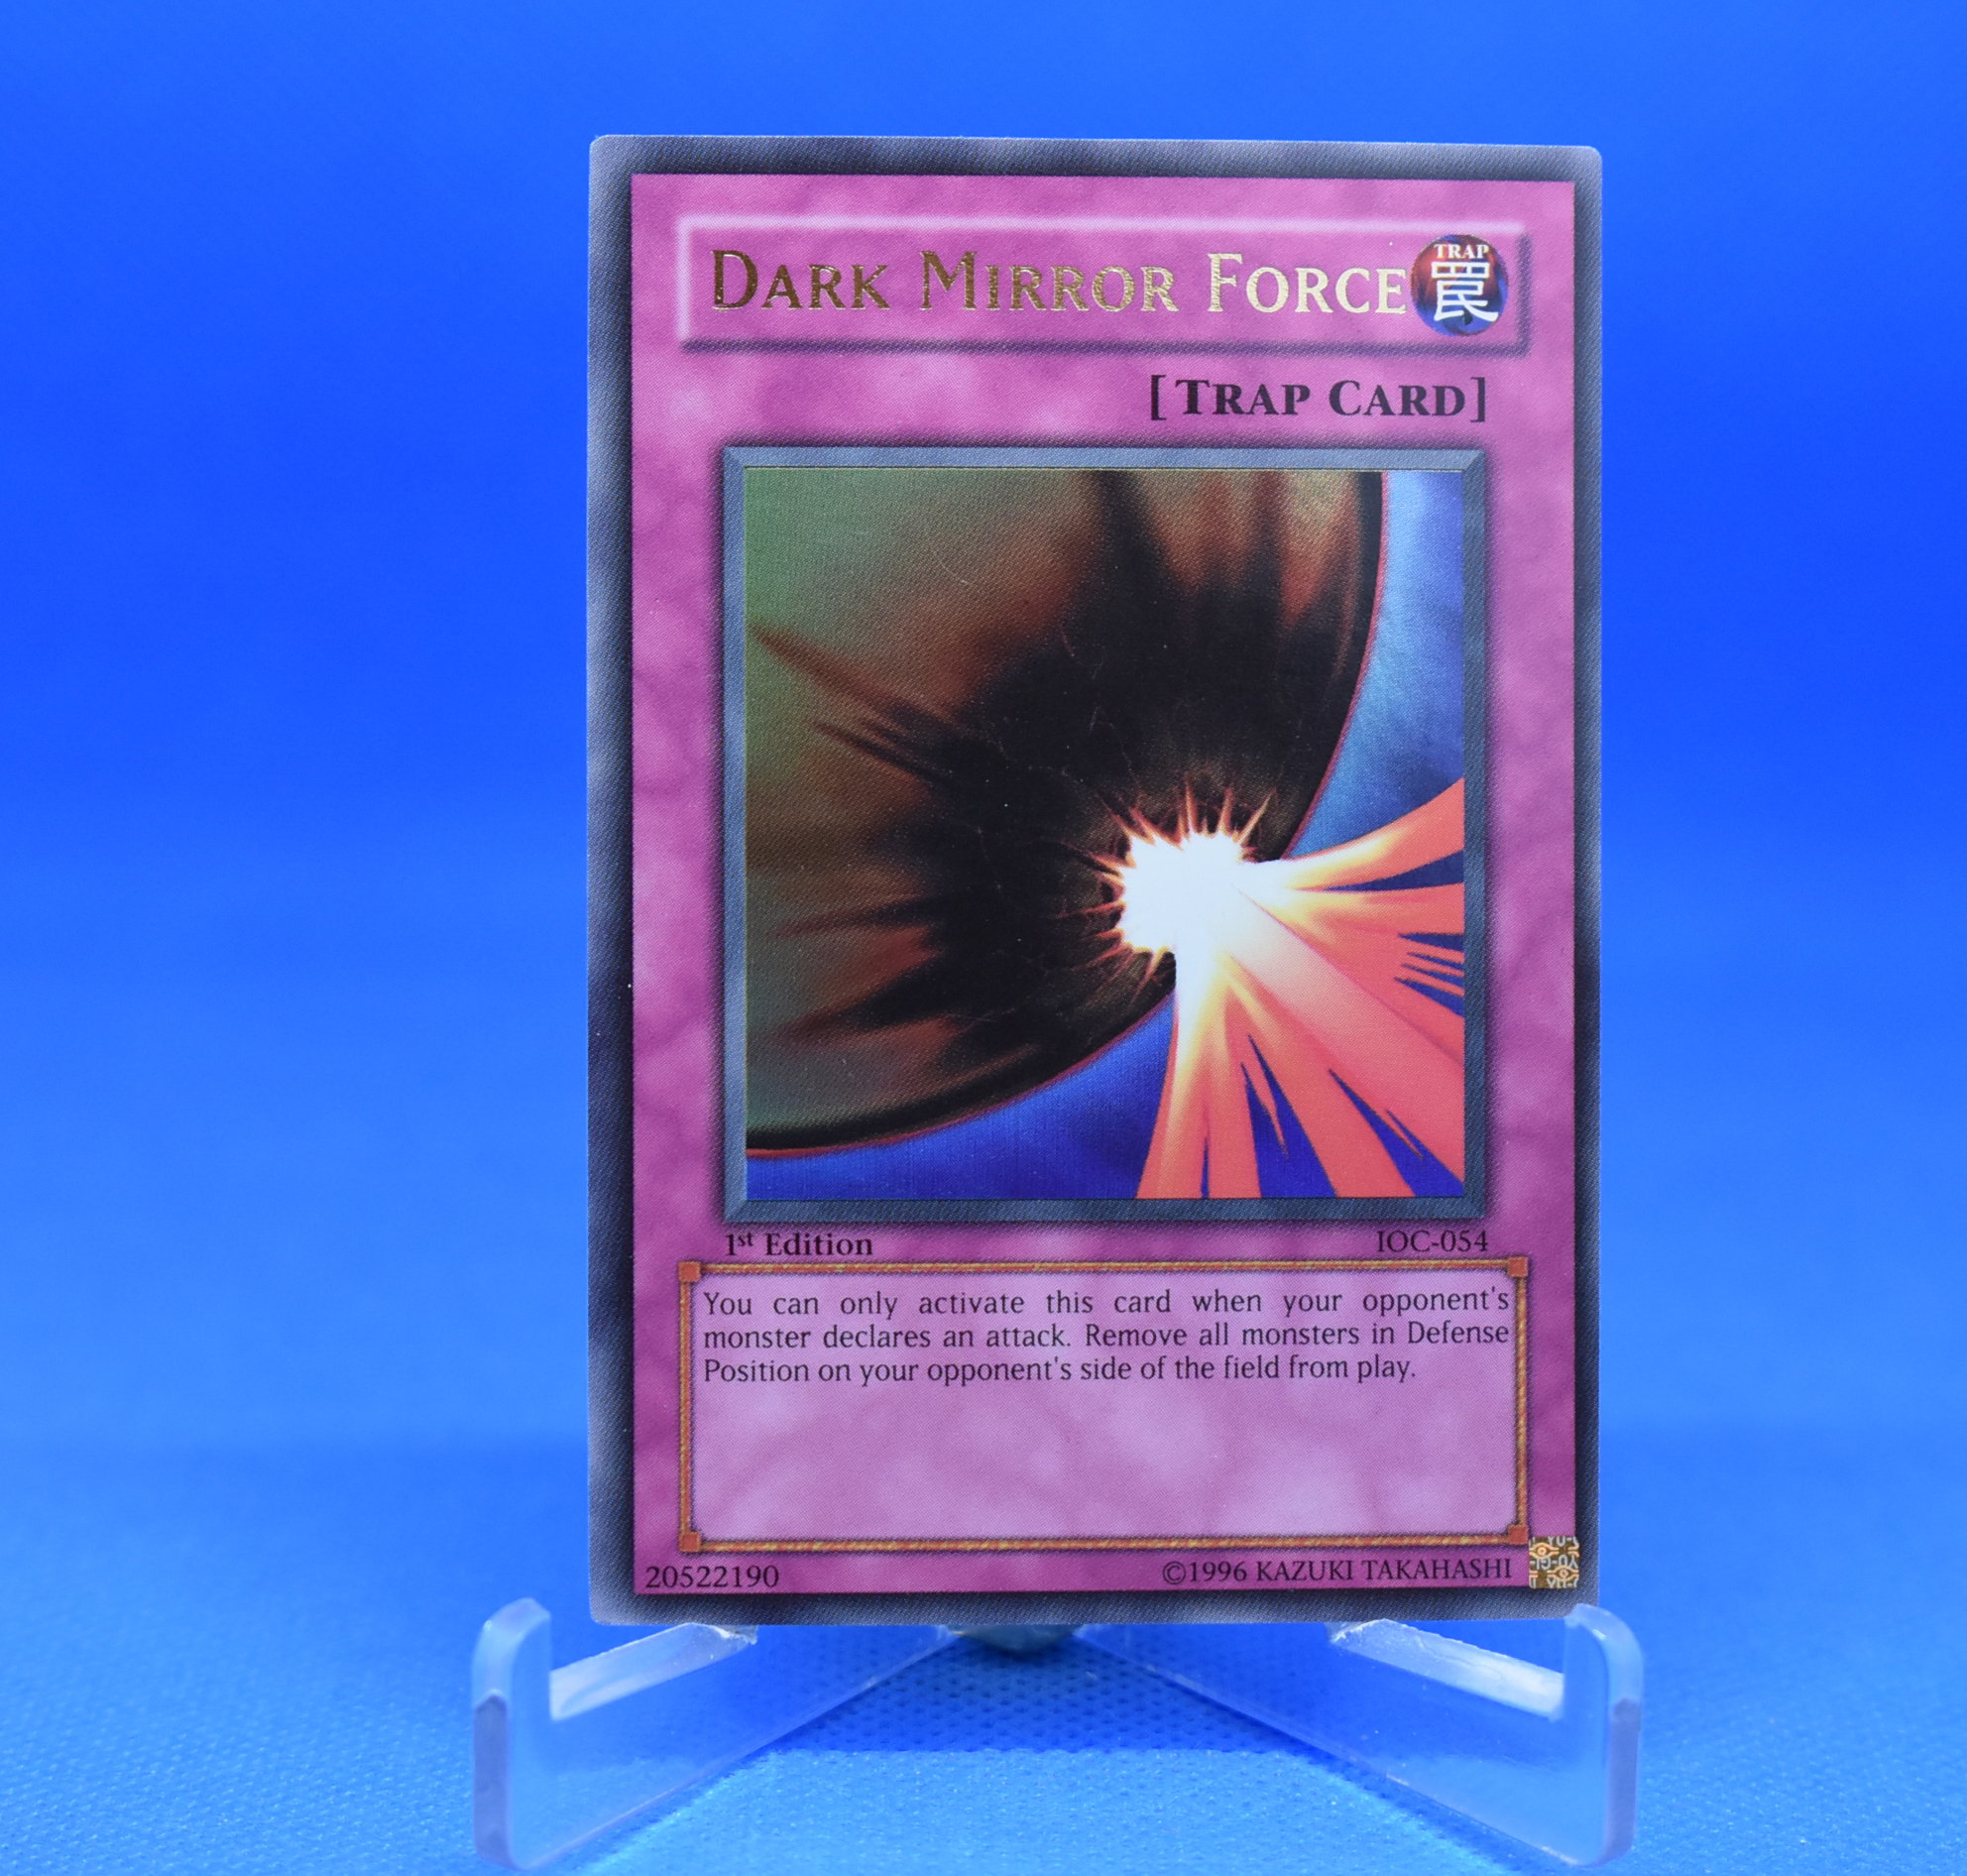 DARK MIRROR FORCE
TRAP
罠
[TRAP CARD]
1st Edition
IOC-054
You can only activate this card when your opponent's
monster declares an attack. Remove all monsters in Defense
Position on your opponent's side of the field from play.
20522190
©1996 KAZUKI TAKAHASHI